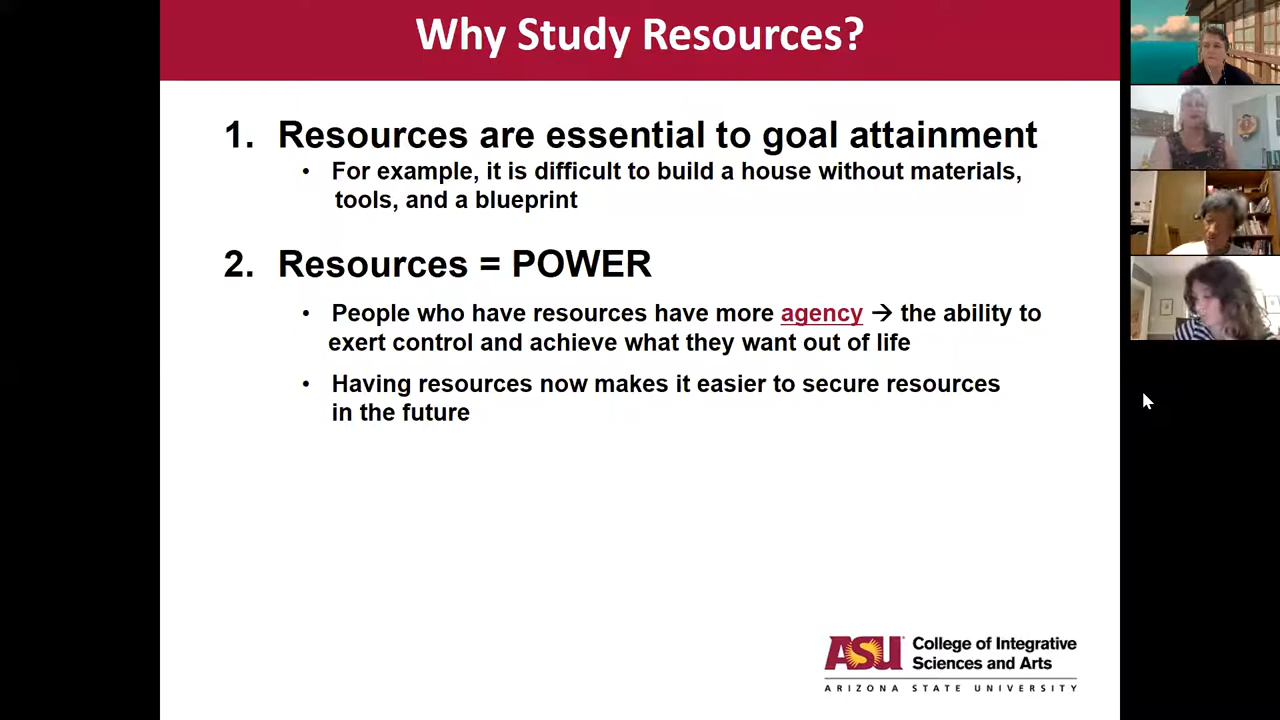 Why Study Resources?
1. Resources are essential to goal attainment
• For example, it is difficult to build a house without materials,
tools, and a blueprint
2. Resources = POWER
• People who have resources have more agency → the ability to
exert control and achieve what they want out of life
• Having resources now makes it easier to secure resources
in the future
ASU College of Integrative
Sciences and Arts
ARIZONA STATE UNIVERSITY